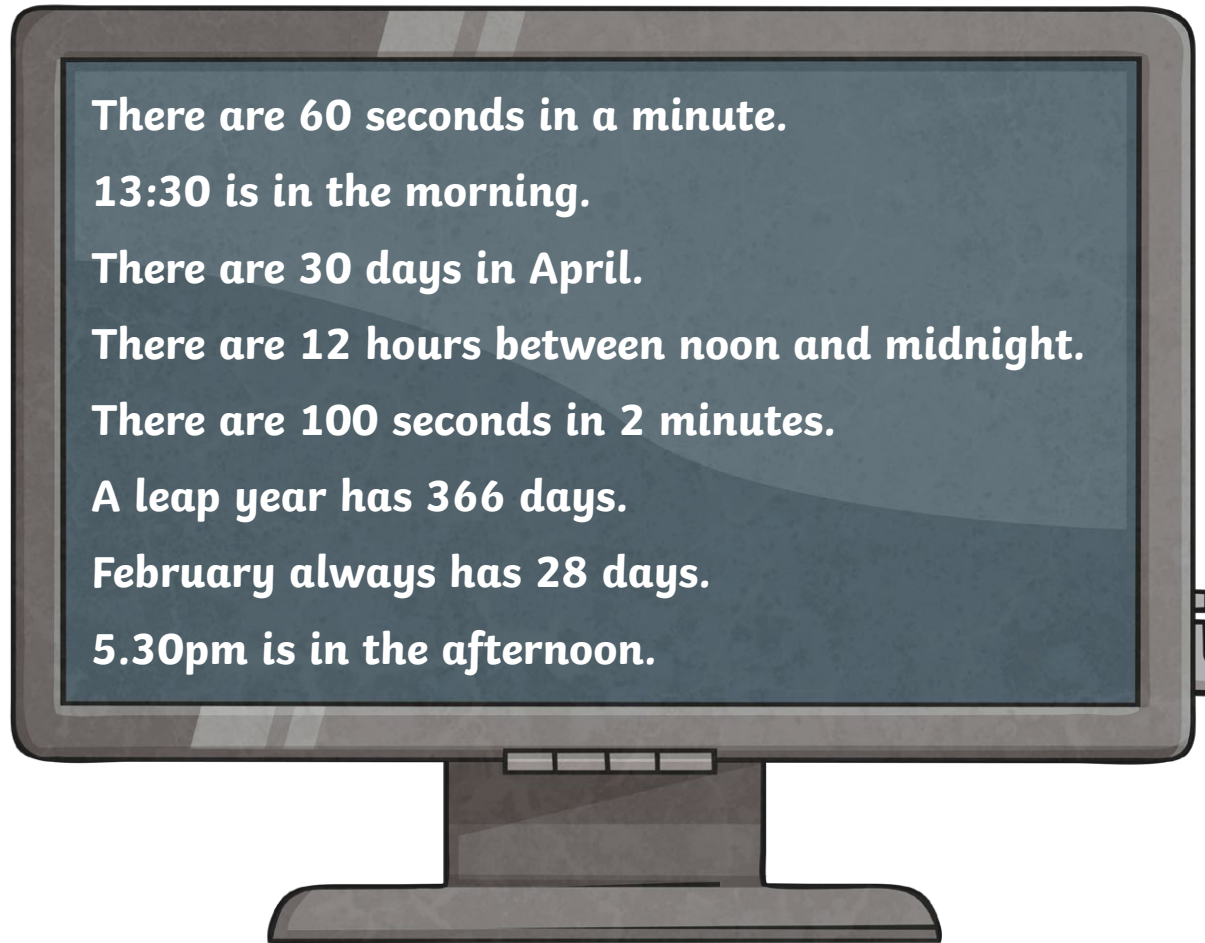 There are 60 seconds in a minute.
13:30 is in the morning.
There are 30 days in April.
There are 12 hours between noon and midnight.
There are 100 seconds in 2 minutes.
A leap year has 366 days.
February always has 28 days.
5.30pm is in the afternoon.